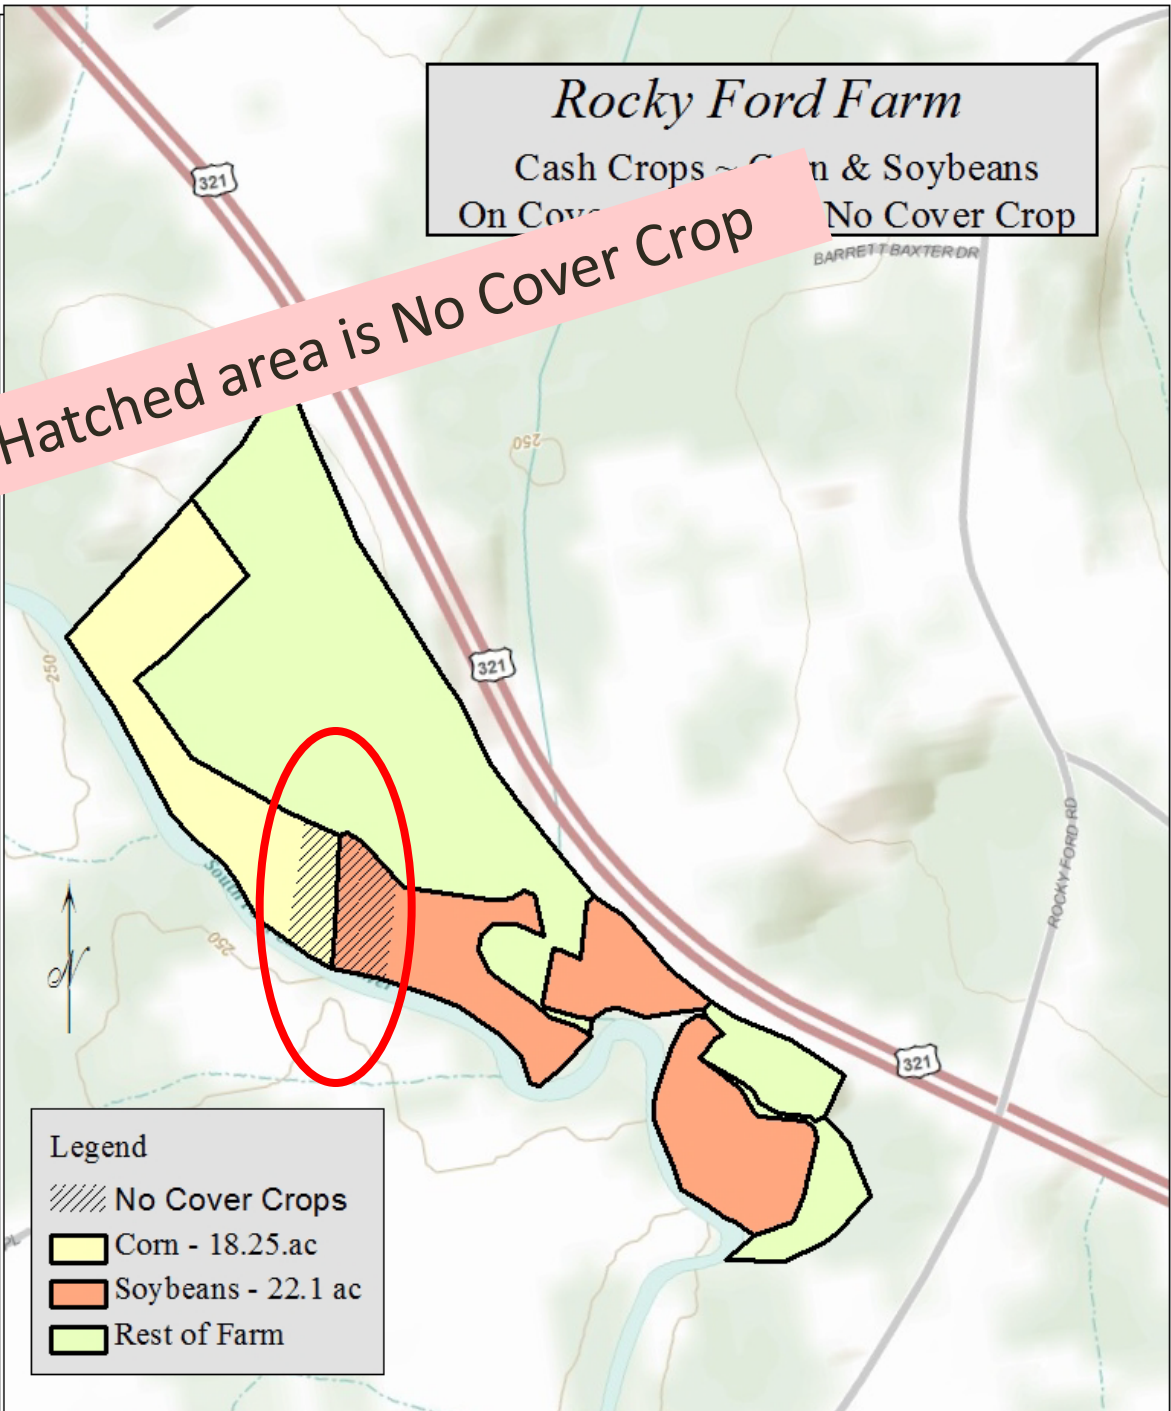 Rocky Ford Farm
Cash Crops ~ & Soybeans
On No Cover Crop
Hatched area is No Cover Crop
BARRETT BAXTER DR
321
250
321
250
ROCKY FORD RD
South
250
N
321
Legend
No Cover Crops
Corn - 18.25.ac
Soybeans - 22.1 ac
Rest of Farm
PL